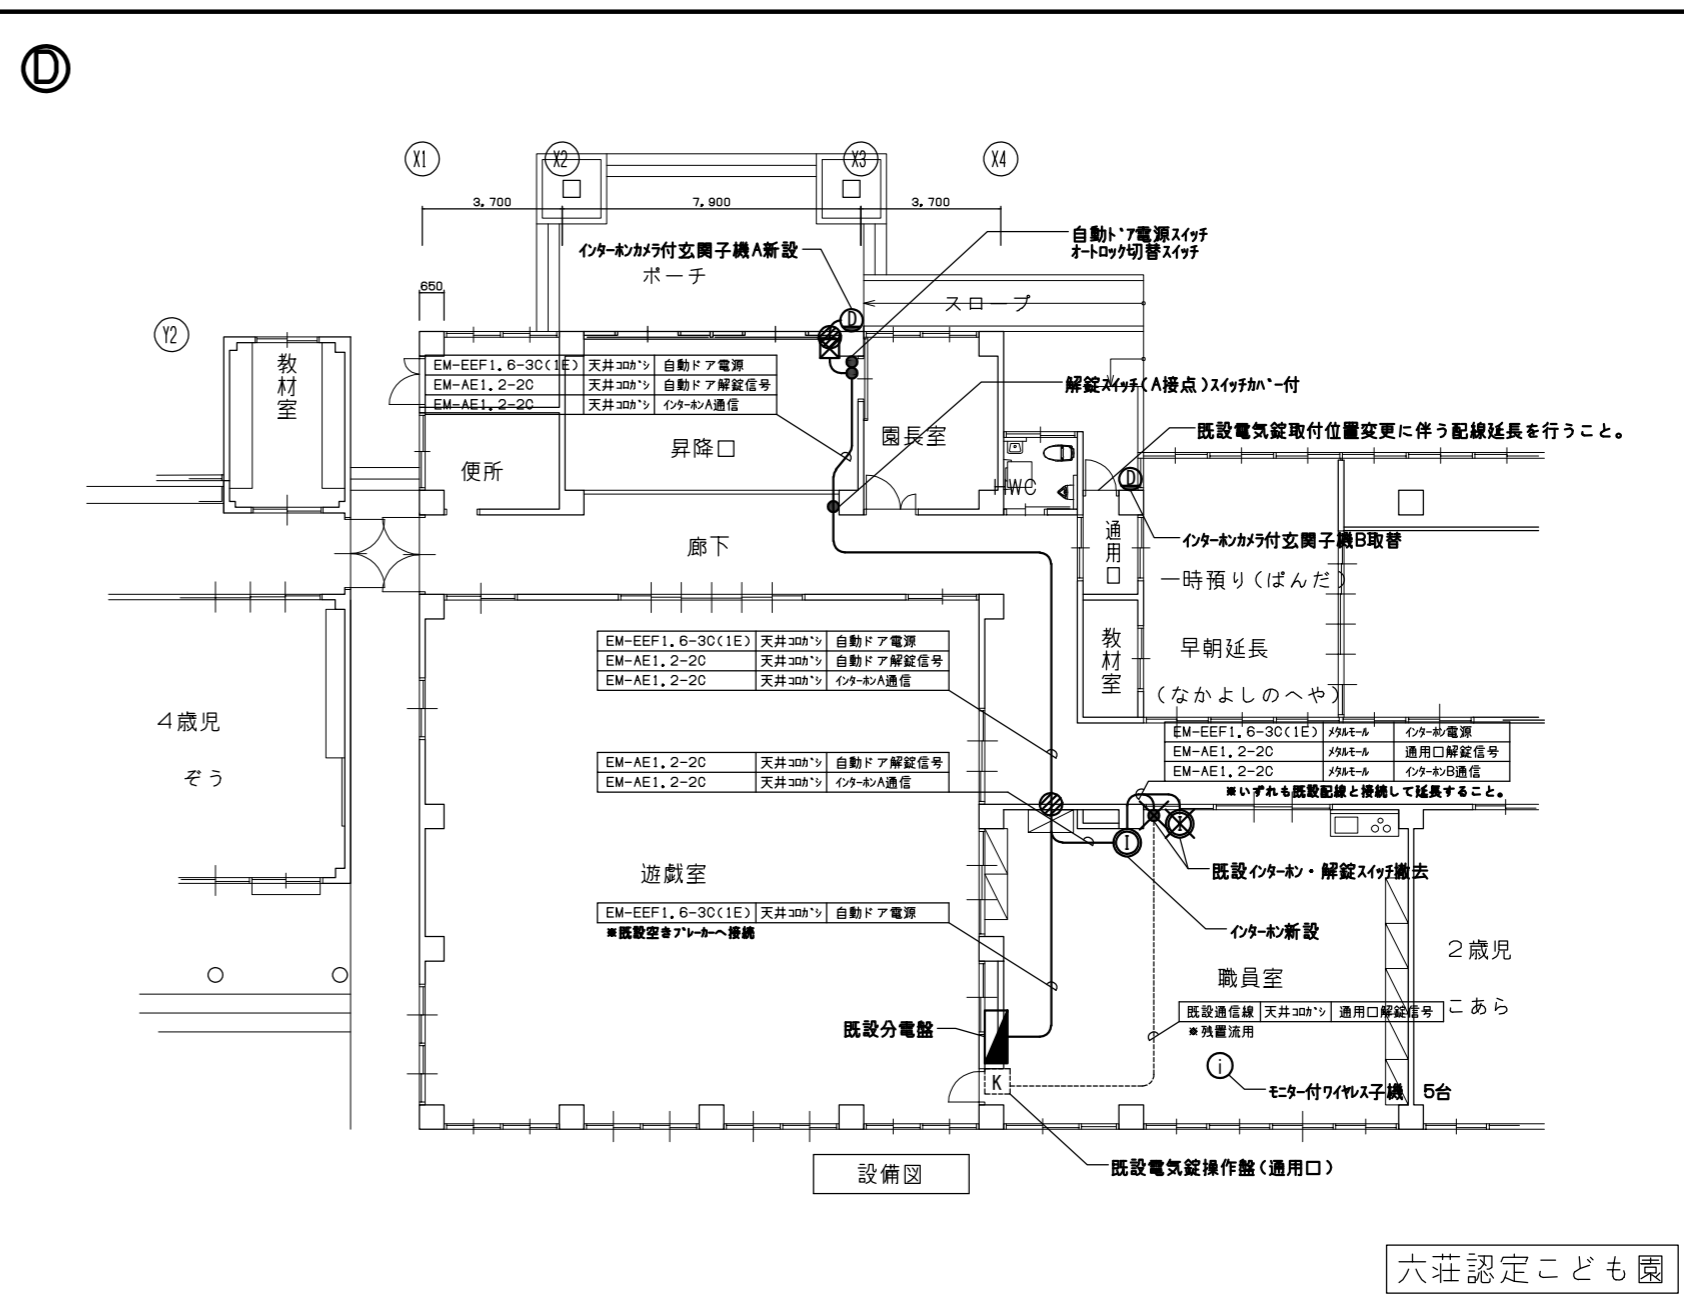 D
X1
X2
X3
X4
3,700
7,900
3,700
自動ﾄﾞｱ電源ｽｲｯﾁ
ｵｰﾄﾛｯｸ切替ｽｲｯﾁ
ｲﾝﾀｰﾎﾝｶﾒﾗ付玄関子機A新設
ポーチ
650
スロープ
Y2
D
教材室
EM-EEF1.6-3C(1E) 天井ｺﾛｶﾞｼ 自動ドア電源
EM-AE1.2-2C 天井ｺﾛｶﾞｼ 自動ドア解錠信号
EM-AE1.2-2C 天井ｺﾛｶﾞｼ ｲﾝﾀｰﾎﾝA通信
解錠ｽｲｯﾁ(A接点)ｽｲｯﾁｶﾊﾞｰ付
既設電気錠取付位置変更に伴う配線延長を行うこと。
園長室
昇降口
便所
HWC
D
通用口
ｲﾝﾀｰﾎﾝｶﾒﾗ付玄関子機B取替
廊下
一時預り(ぱんだ)
教材室
早朝延長
(なかよしのへや)
EM-EEF1.6-3C(1E) 天井ｺﾛｶﾞｼ 自動ドア電源
EM-AE1.2-2C 天井ｺﾛｶﾞｼ 自動ドア解錠信号
EM-AE1.2-2C 天井ｺﾛｶﾞｼ ｲﾝﾀｰﾎﾝA通信
4歳児
ぞう
EM-EEF1.6-3C(1E) ﾒﾀﾙﾓｰﾙ ｲﾝﾀｰﾎﾝ電源
EM-AE1.2-2C ﾒﾀﾙﾓｰﾙ 通用口解錠信号
EM-AE1.2-2C ﾒﾀﾙﾓｰﾙ ｲﾝﾀｰﾎﾝB通信
※いずれも既設配線と接続して延長すること。
EM-AE1.2-2C 天井ｺﾛｶﾞｼ 自動ドア解錠信号
EM-AE1.2-2C 天井ｺﾛｶﾞｼ ｲﾝﾀｰﾎﾝA通信
I
I
遊戯室
既設ｲﾝﾀｰﾎﾝ・解錠ｽｲｯﾁ撤去
EM-EEF1.6-3C(1E) 天井ｺﾛｶﾞｼ 自動ドア電源
※既設空きﾌﾞﾚｰｶｰへ接続
ｲﾝﾀｰﾎﾝ新設
2歳児
職員室
こあら
既設通信線 天井ｺﾛｶﾞｼ 通用口解錠信号
※残置流用
既設分電盤
i
K
ﾓﾆﾀｰ付ﾜｲﾔﾚｽ子機 5台
既設電気錠操作盤(通用口)
設備図
六荘認定こども園